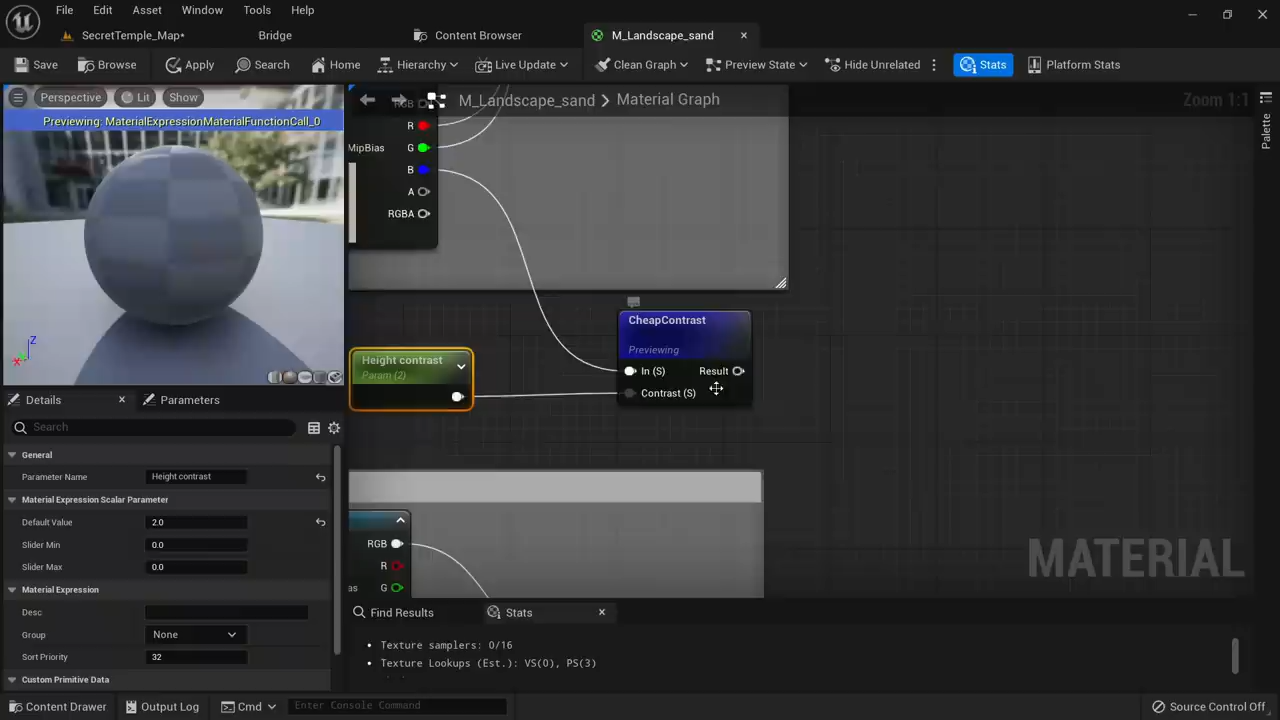 File Edit Asset Window Tools Help
SecretTemple_Map* Bridge Content Browser M_Landscape_sand
Save Browse Apply Search Home Hierarchy Live Update Clean Graph Preview State Hide Unrelated Stats Platform Stats
Perspective Lit Show
M_Landscape_sand > Material Graph
Zoom 1:1
Palette
Previewing: MaterialExpressionMaterialFunctionCall_0
RGB
R
MipBias G
B
A
RGBA
CheapContrast
Previewing
In (S) Result
Contrast (S)
Height contrast
Param (2)
Z
X
RGB
R
G
MATERIAL
Details Parameters
Search
General
Parameter Name Height contrast
Material Expression Scalar Parameter
Default Value 2.0
Slider Min 0.0
Slider Max 0.0
Material Expression
Desc
Group None
Sort Priority 32
Custom Primitive Data
Find Results Stats
Texture samplers: 0/16
Texture Lookups (Est.): VS(0), PS(3)
Content Drawer Output Log Cmd Enter Console Command Source Control Off